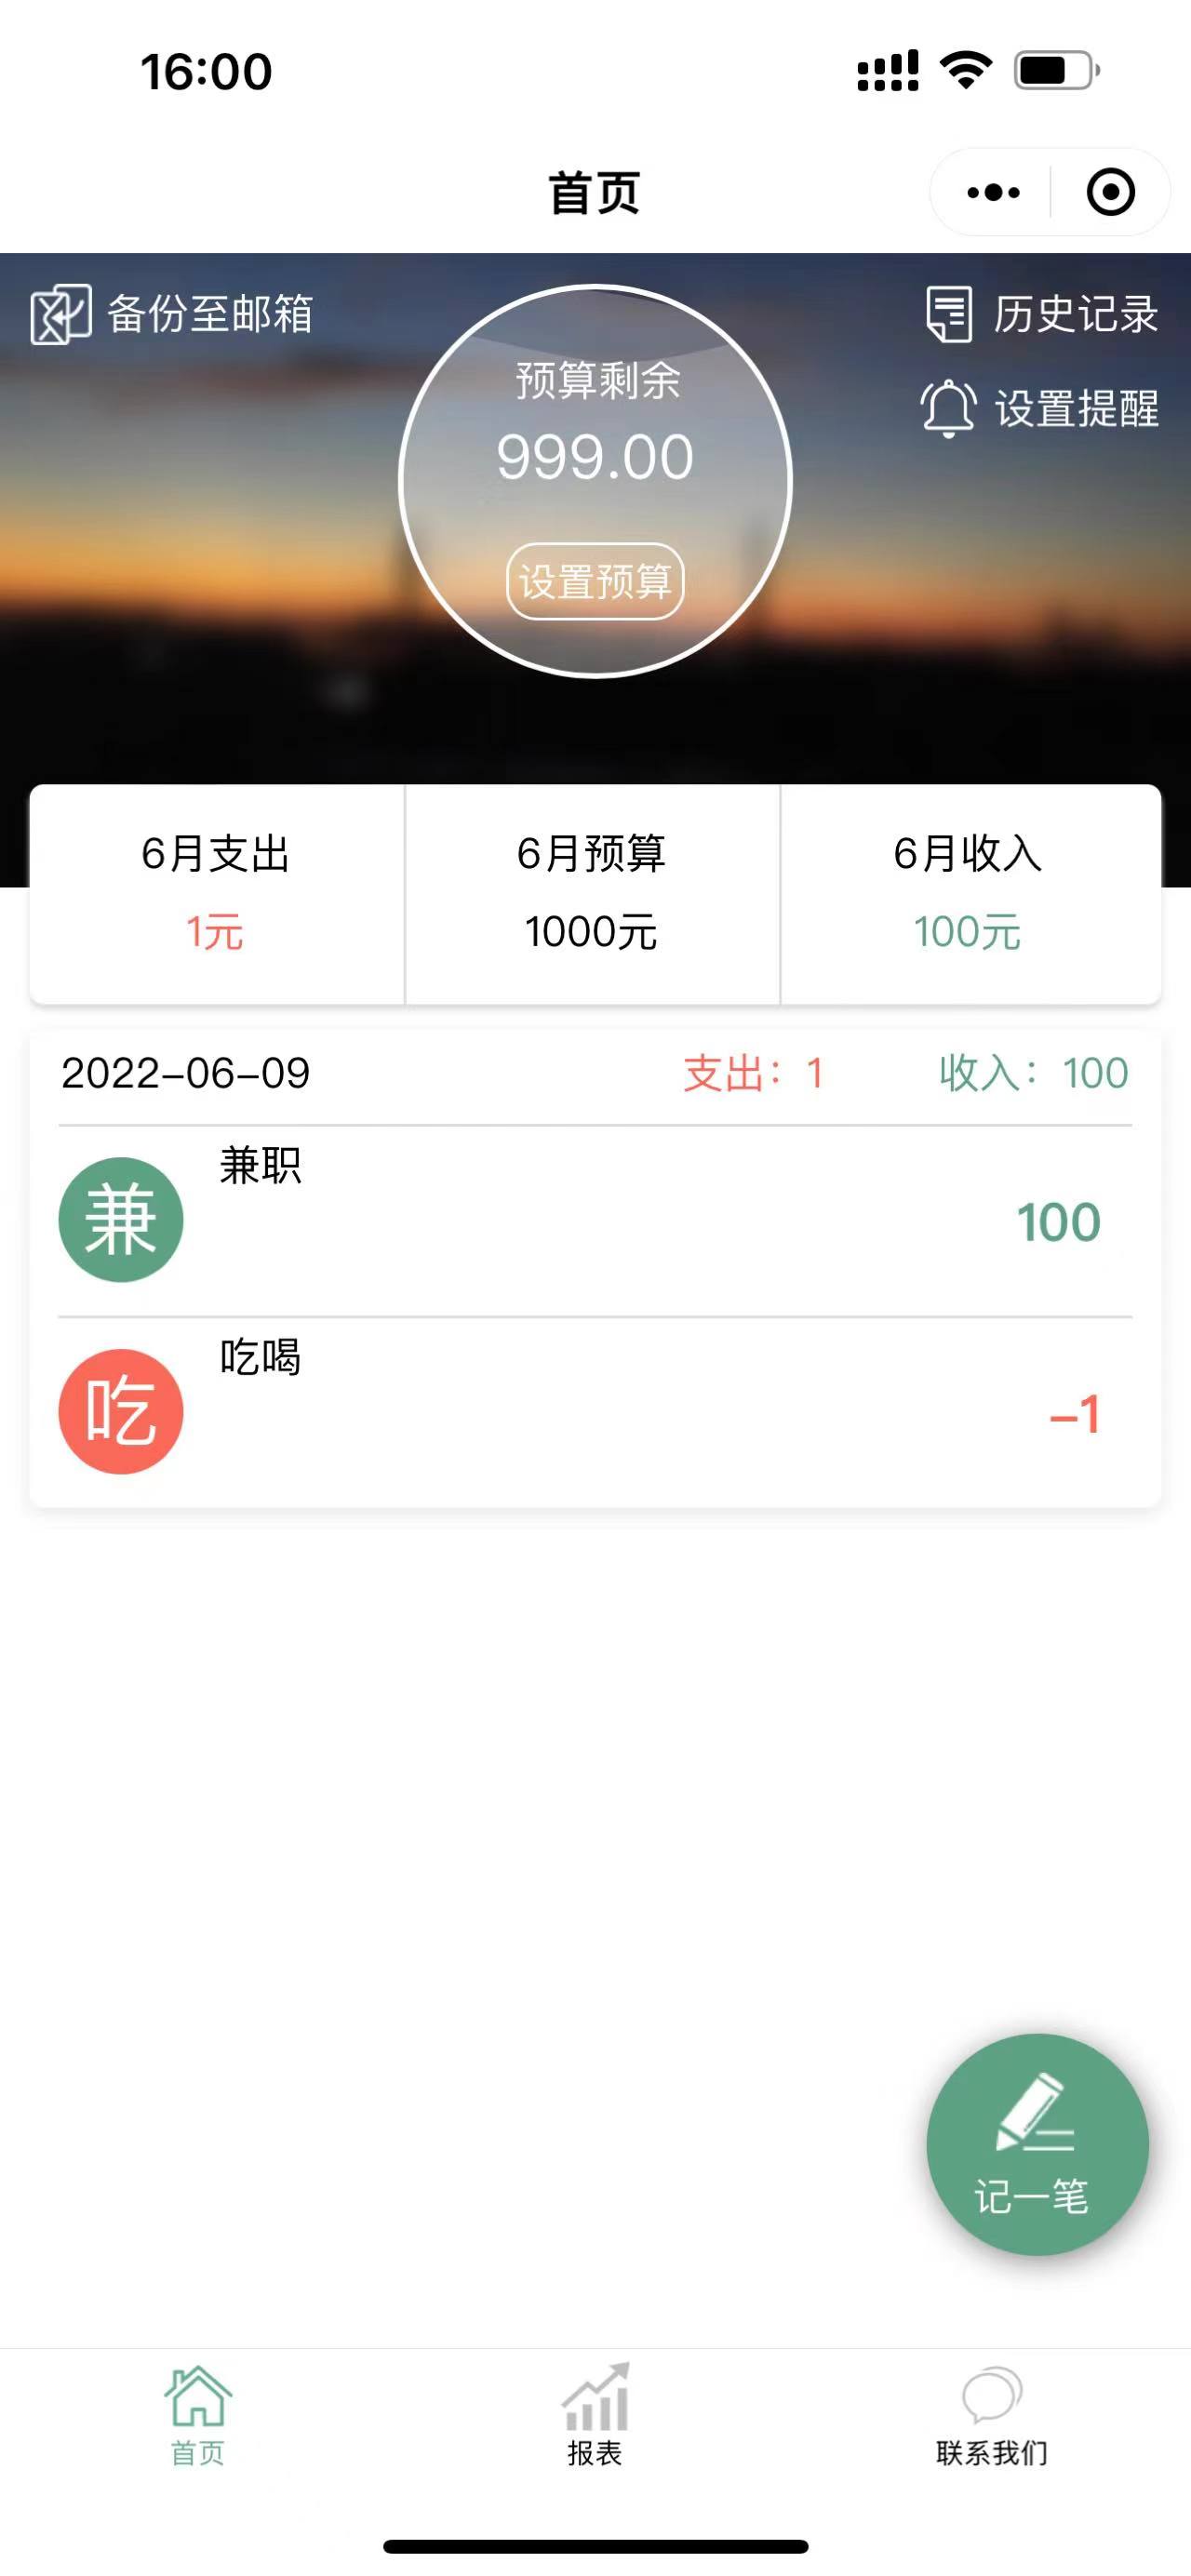 16:00
首页
备份至邮箱
历史记录
设置提醒
预算剩余
999.00
设置预算
6月支出
6月预算
6月收入
1元
1000元
100元
2022-06-09
支出：1
收入：100
兼
兼职
100
吃
吃喝
-1
记一笔
首页
报表
联系我们